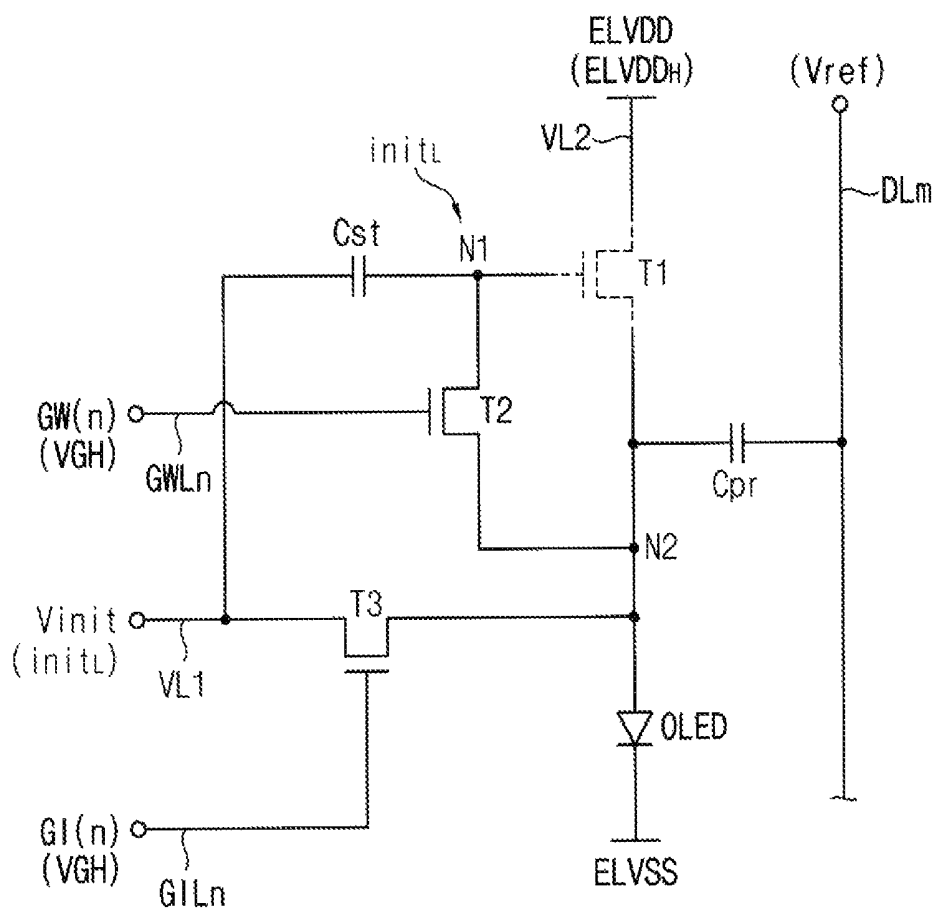 ELVDD
(ELVDDH)
(Vref)
VL2
initL
DLm
Cst
N1
T1
T2
GW(n)
(VGH)
GWLn
Cpr
N2
T3
Vinit
(initL)
VL1
OLED
GI(n)
(VGH)
GILn
ELVSS